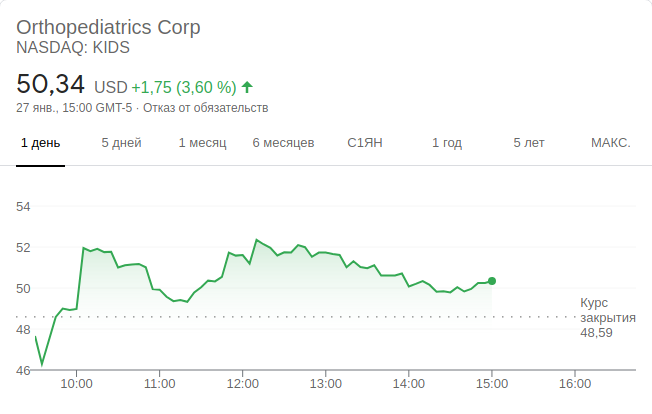 Orthopediatrics Corp
NASDAQ: KIDS
50,34 USD +1,75 (3,60 %)
27 янв., 15:00 GMT-5 · Отказ от обязательств
1 день 5 дней 1 месяц 6 месяцев С1ЯН 1 год 5 лет МАКС.
54
52
50
48
46
Курс
закрытия
48,59
10:00 11:00 12:00 13:00 14:00 15:00 16:00